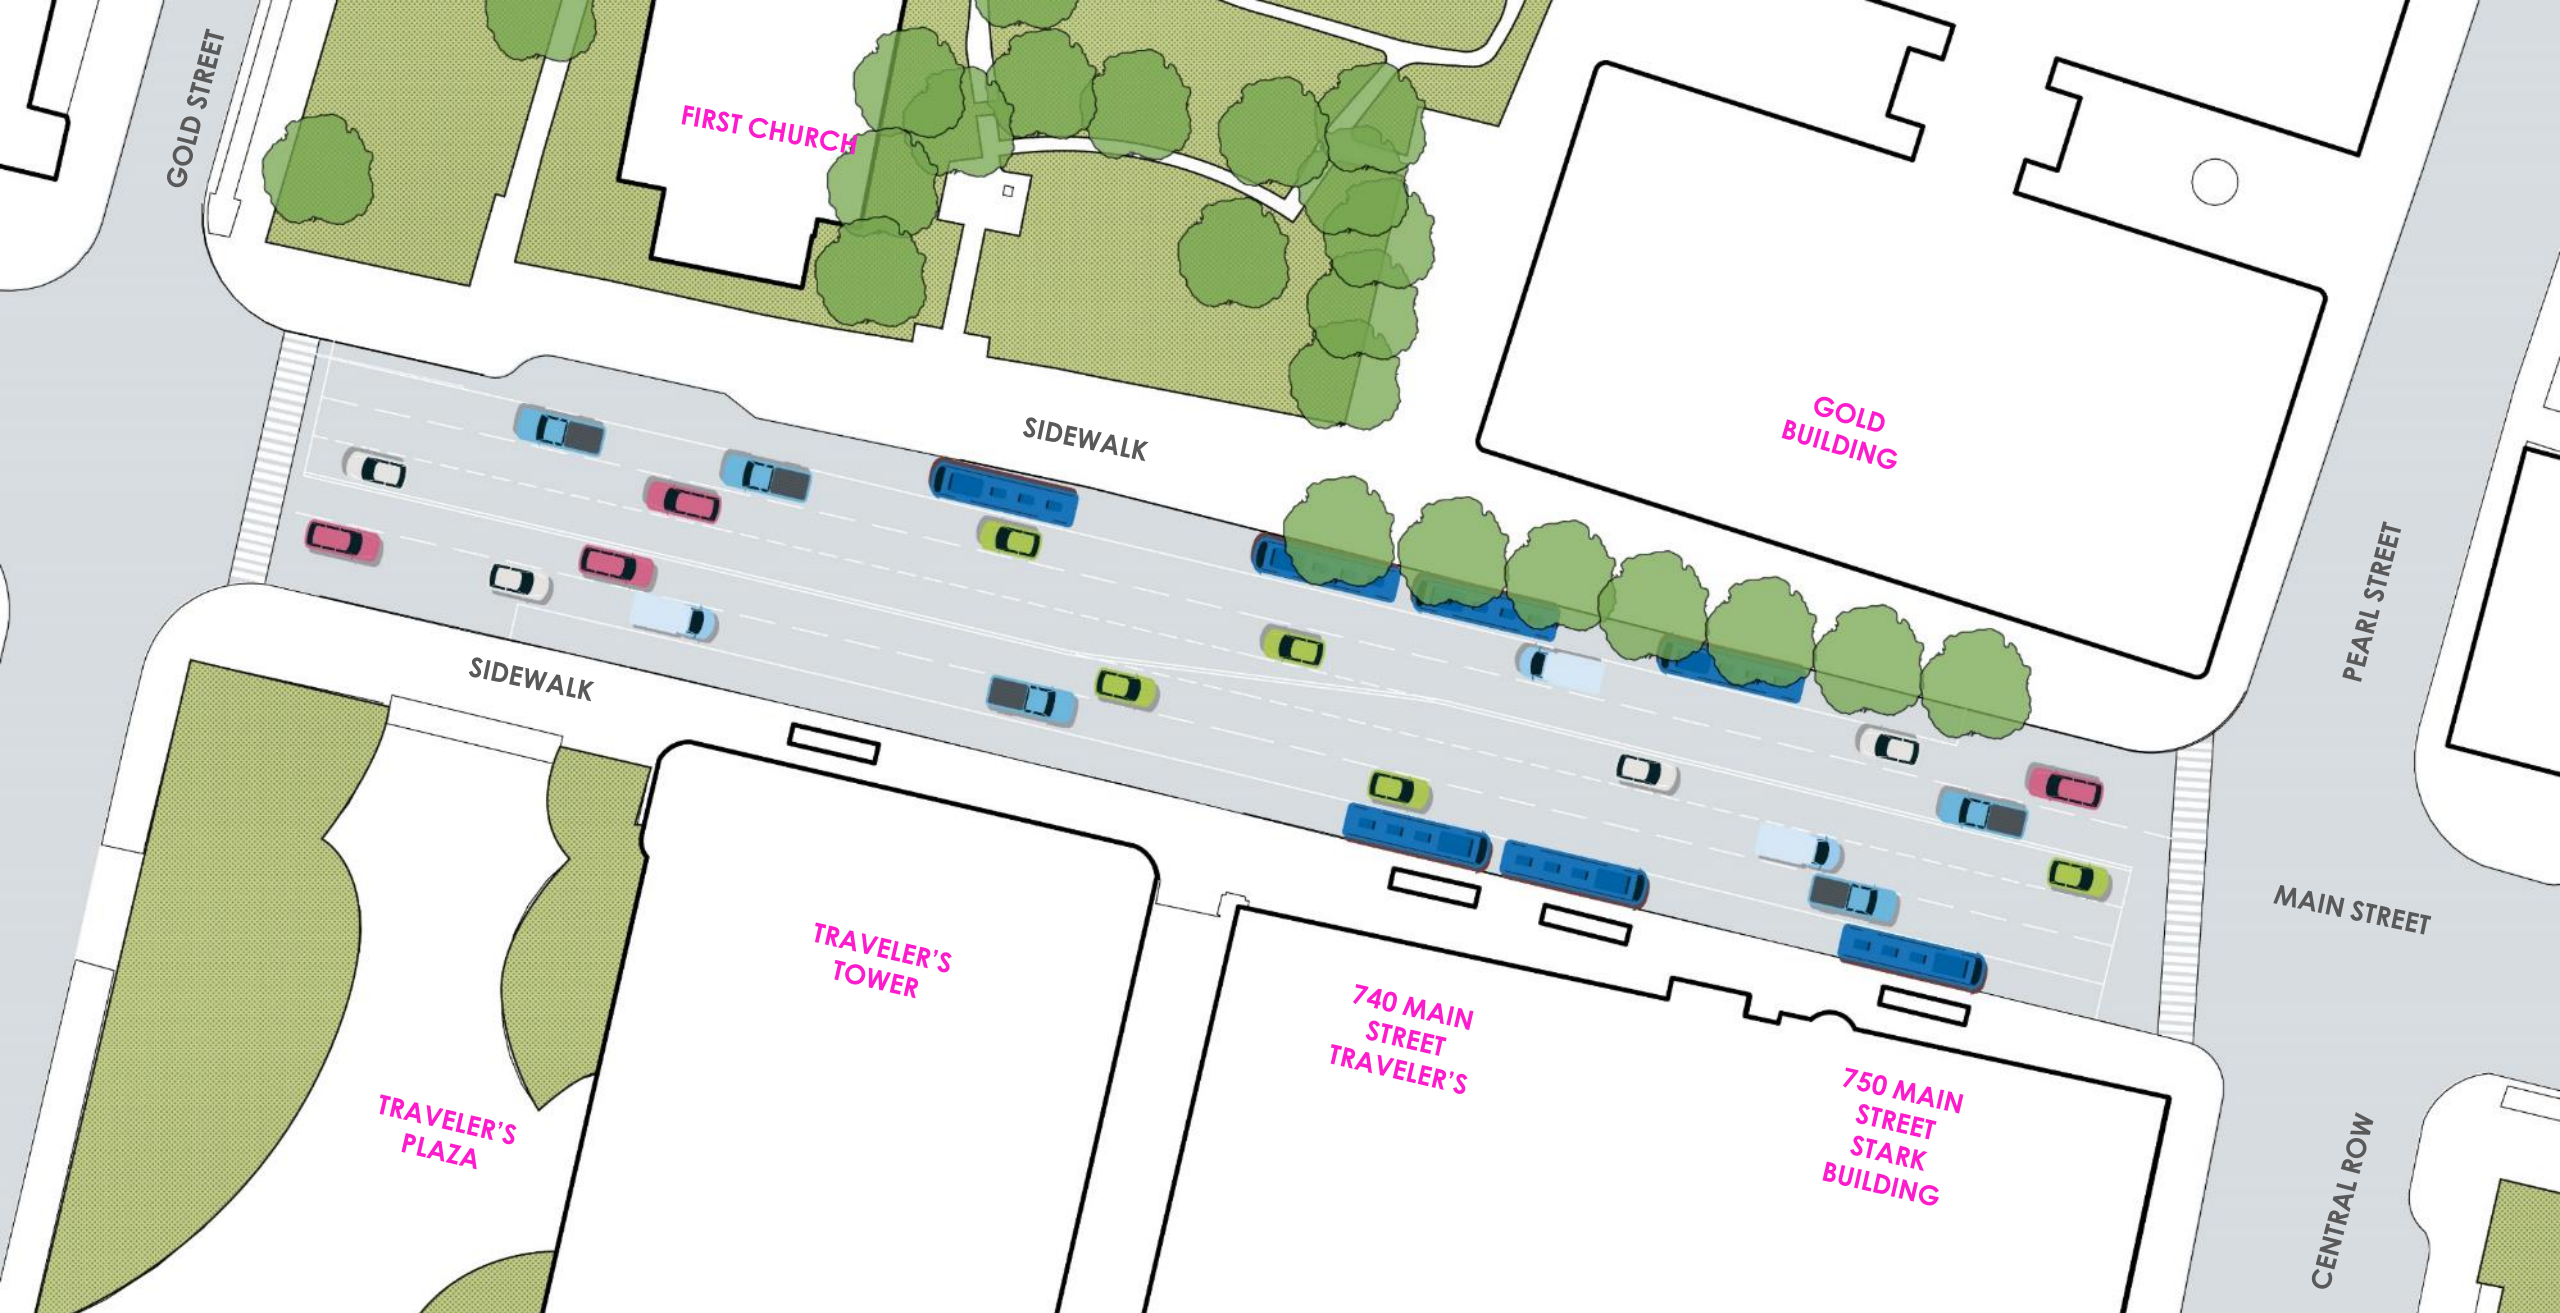 GOLD STREET
FIRST CHURCH
SIDEWALK
GOLD
BUILDING
PEARL STREET
SIDEWALK
MAIN STREET
TRAVELER'S
TOWER
740 MAIN
STREET
TRAVELER'S
750 MAIN
STREET
STARK
BUILDING
TRAVELER'S
PLAZA
CENTRAL ROW